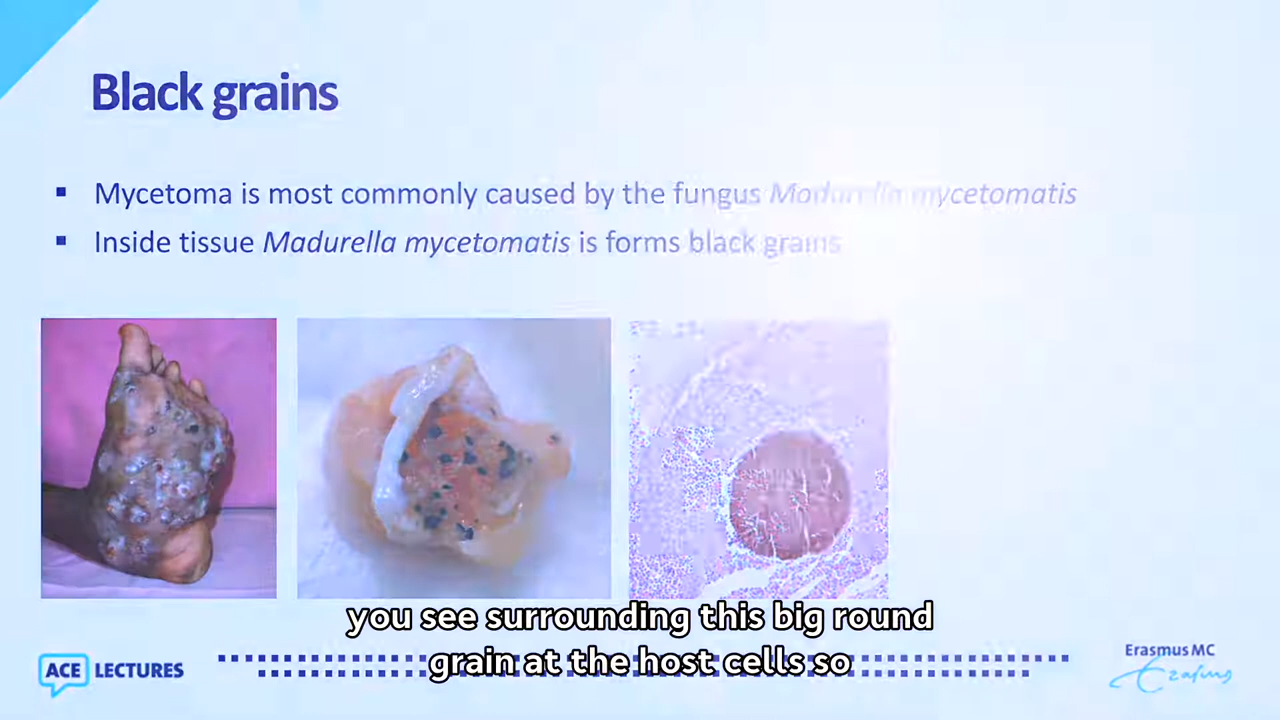 Black grains
▪ Mycetoma is most commonly caused by the fungus Madurella mycetomatis
▪ Inside tissue Madurella mycetomatis is forms black grains
you see surrounding this big round
grain at the host cells so
ACE LECTURES
Erasmus MC
Erasmus